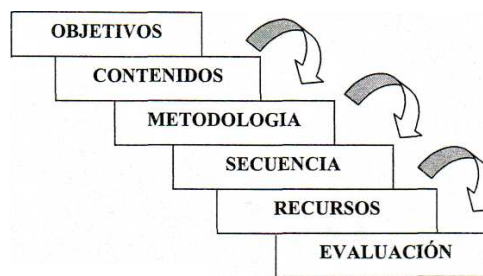 OBJETIVOS
CONTENIDOS
METODOLOGIA
SECUENCIA
RECURSOS
EVALUACIÓN